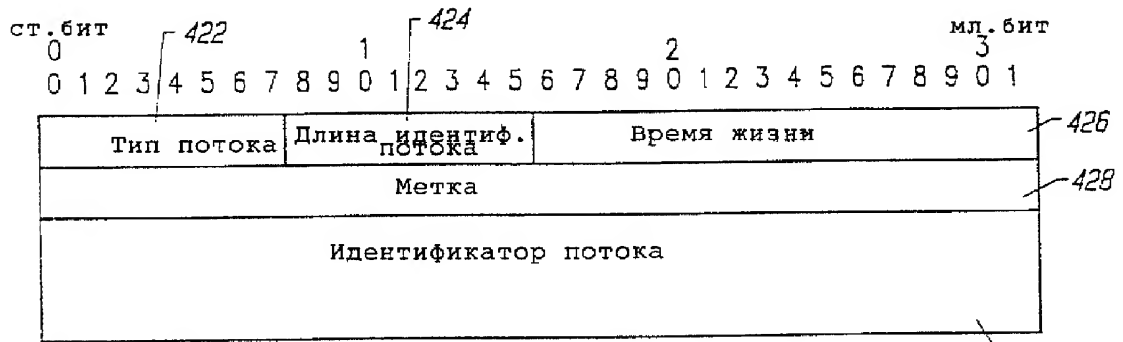 ст.бит 422 424 мл.бит
0 1 2 3
0 1 2 3 4 5 6 7 8 9 0 1 2 3 4 5 6 7 8 9 0 1 2 3 4 5 6 7 8 9 0 1
Тип потока Длина идентиф. потока Время жизни 426
Метка 428
Идентификатор потока